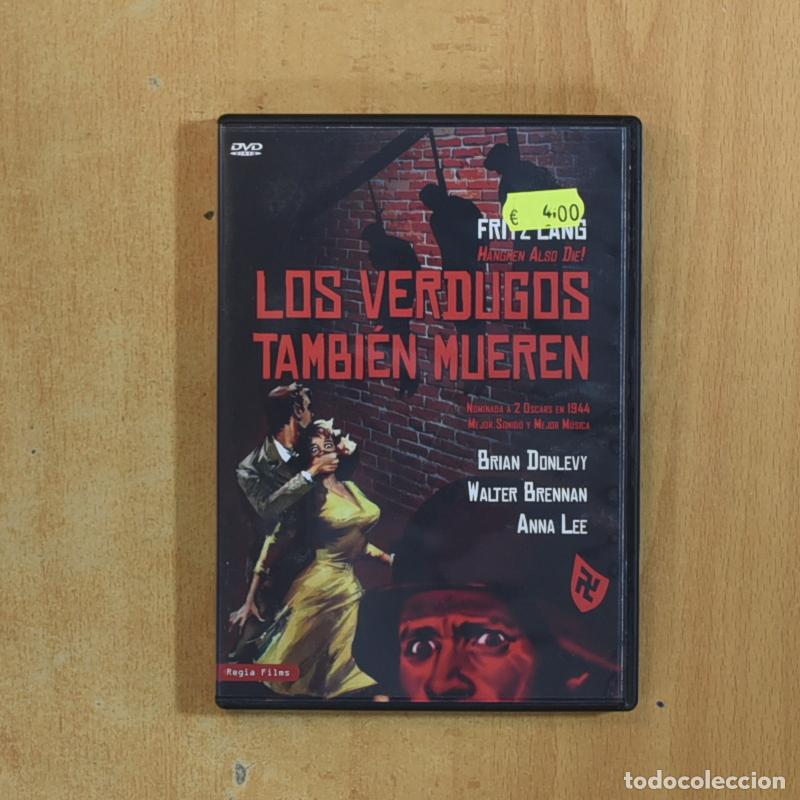 DVD
VIDEO
€ 4.00
FRITZ LANG
HANGMEN ALSO DIE!
LOS VERDUGOS
TAMBIÉN MUEREN
NOMINADA A 2 OSCARS EN 1944
MEJOR SONIDO Y MEJOR MÚSICA
BRIAN DONLEVY
WALTER BRENNAN
ANNA LEE
Regia Films
todocoleccion